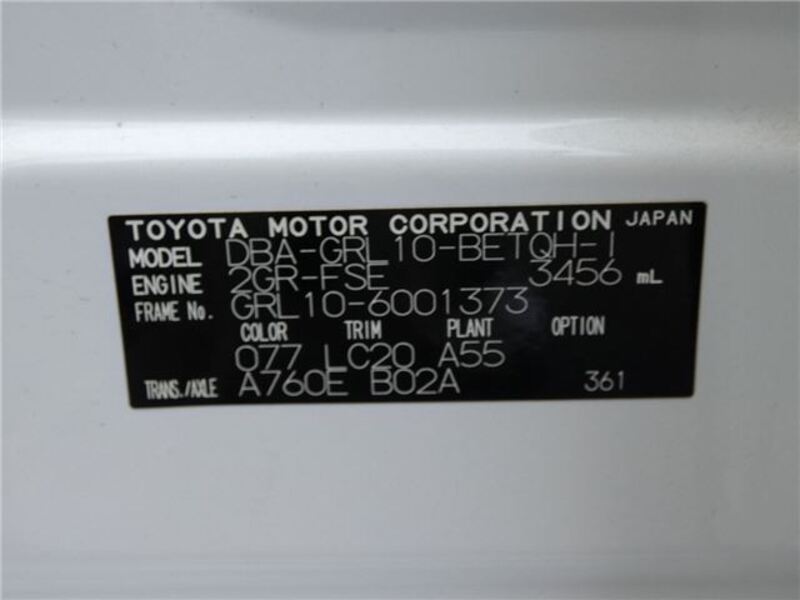 TOYOTA MOTOR CORPORATION JAPAN
MODEL DBA-GRL10-BETQH-I
ENGINE 2GR-FSE 3456 mL
FRAME No. GRL10-6001373
COLOR TRIM PLANT OPTION
077 LC20 A55
TRANS./AXLE A760E B02A 361